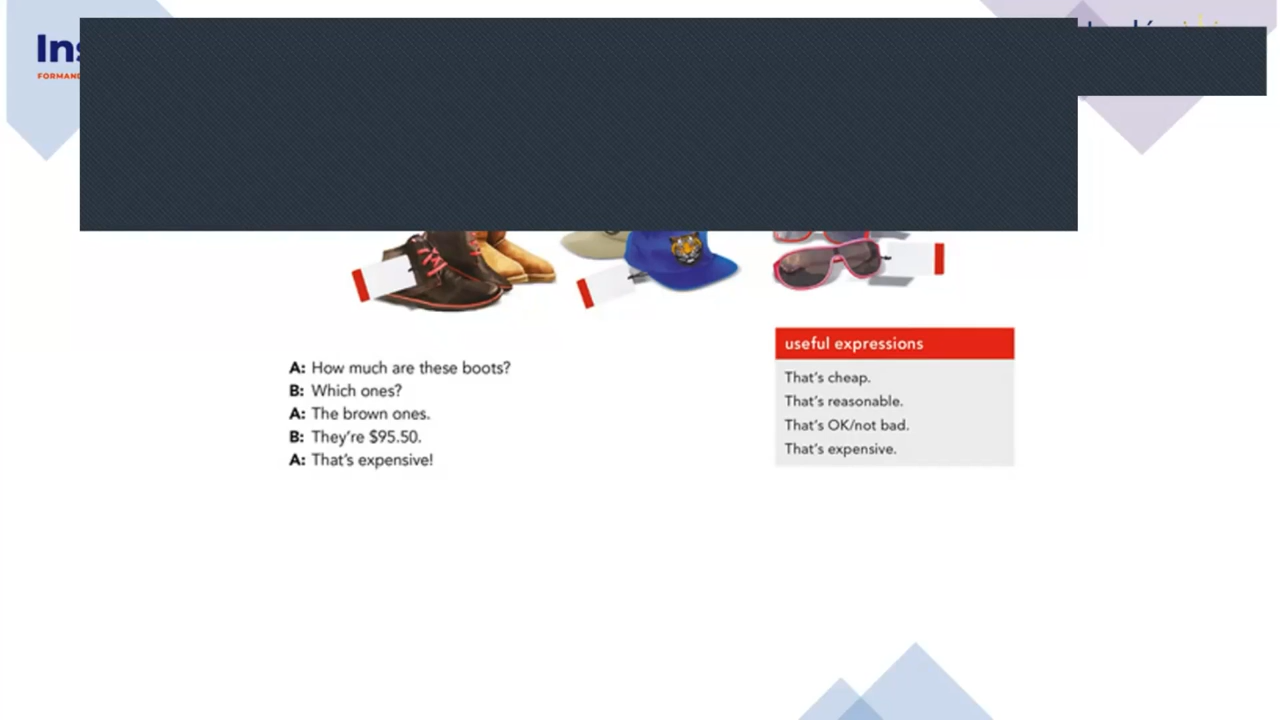 A: How much are these boots?
B: Which ones?
A: The brown ones.
B: They're $95.50.
A: That's expensive!
useful expressions
That's cheap.
That's reasonable.
That's OK/not bad.
That's expensive.